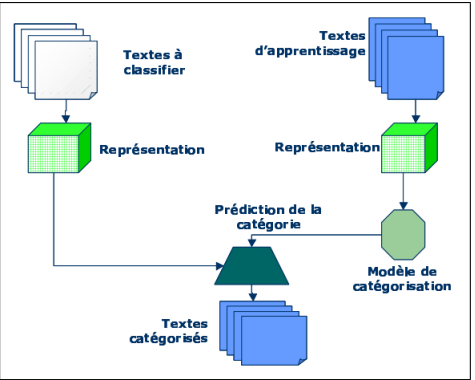 Textes à
classifier
Textes
d'apprentissage
Représentation
Représentation
Prédiction de la
catégorie
Modèle de
catégorisation
Textes
catégorisés